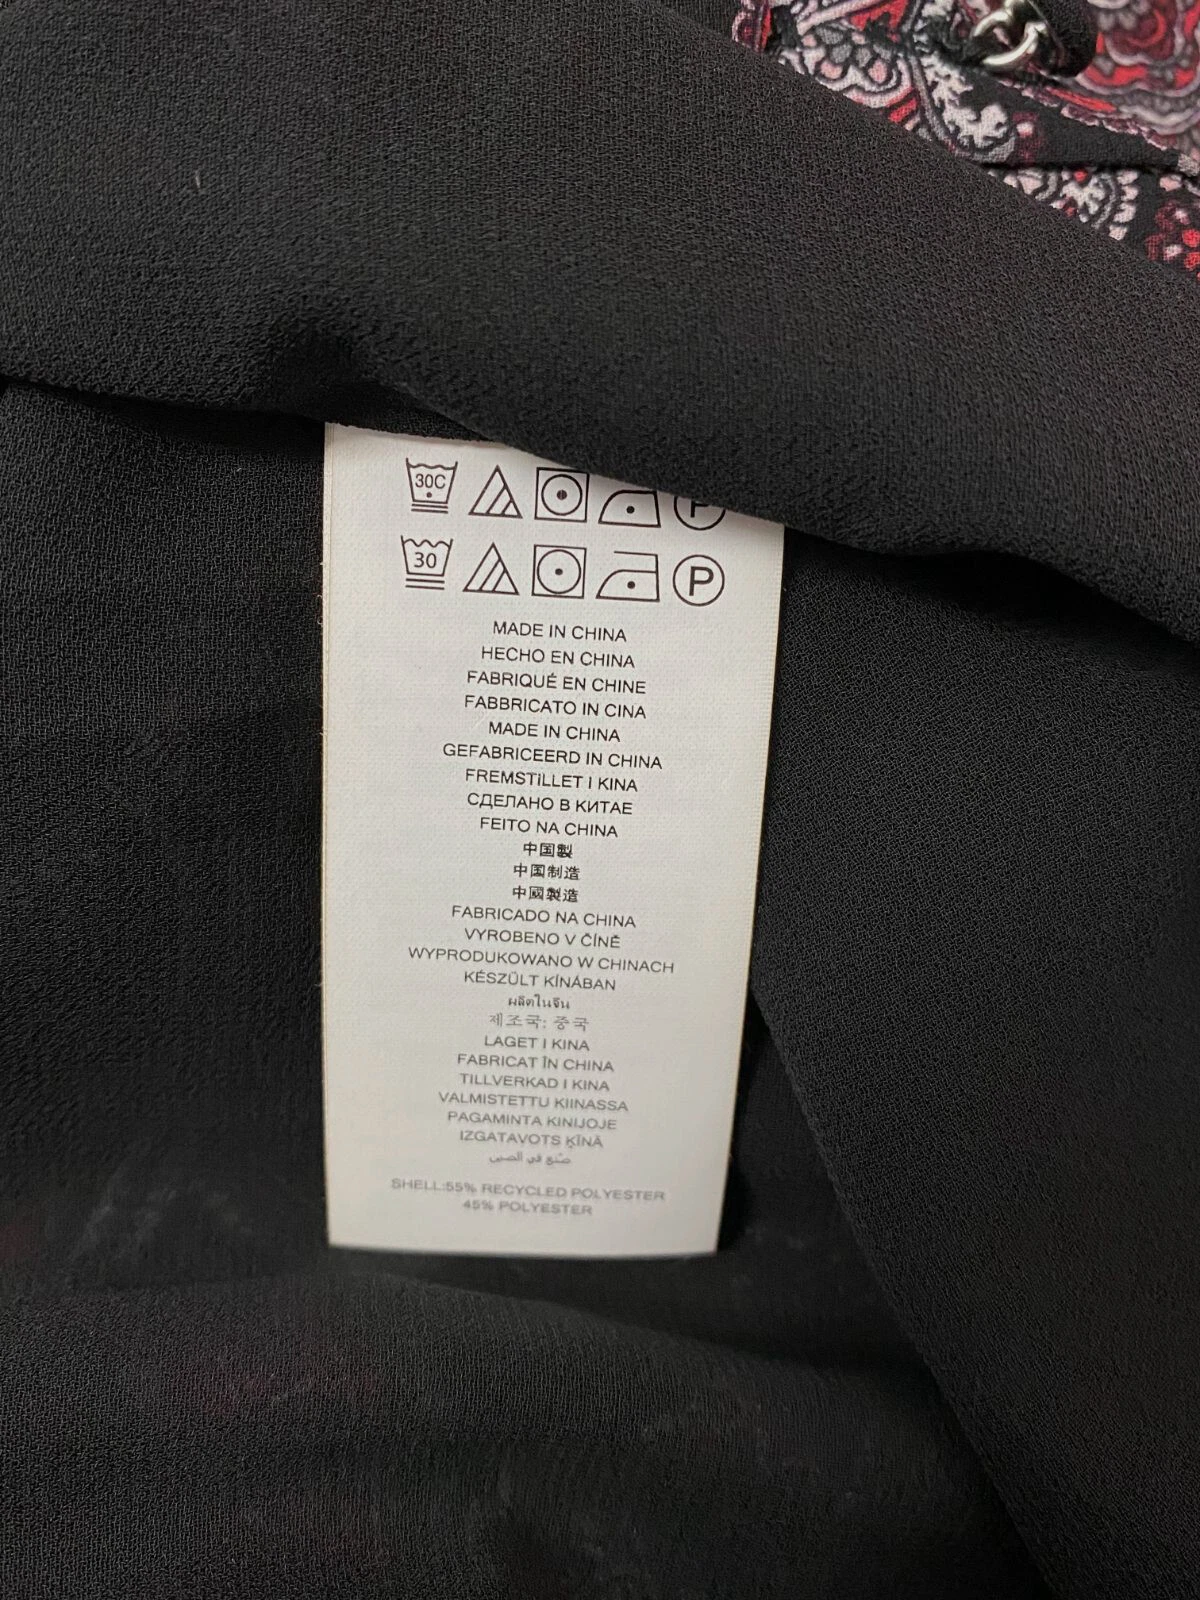 30C P
30 P
MADE IN CHINA
HECHO EN CHINA
FABRIQUÉ EN CHINE
FABBRICATO IN CINA
MADE IN CHINA
GEFABRICEERD IN CHINA
FREMSTILLET I KINA
СДЕЛАНО В КИТАЕ
FEITO NA CHINA
中国製
中国制造
中國製造
FABRICADO NA CHINA
VYROBENO V ČÍNĚ
WYPRODUKOWANO W CHINACH
KÉSZÜLT KÍNÁBAN
ผลิตในจีน
제조국: 중국
LAGET I KINA
FABRICAT ÎN CHINA
TILLVERKAD I KINA
VALMISTETTU KIINASSA
PAGAMINTA KINIJOJE
IZGATAVOTS ĶĪNĀ
صنع في الصين
SHELL:55% RECYCLED POLYESTER
45% POLYESTER